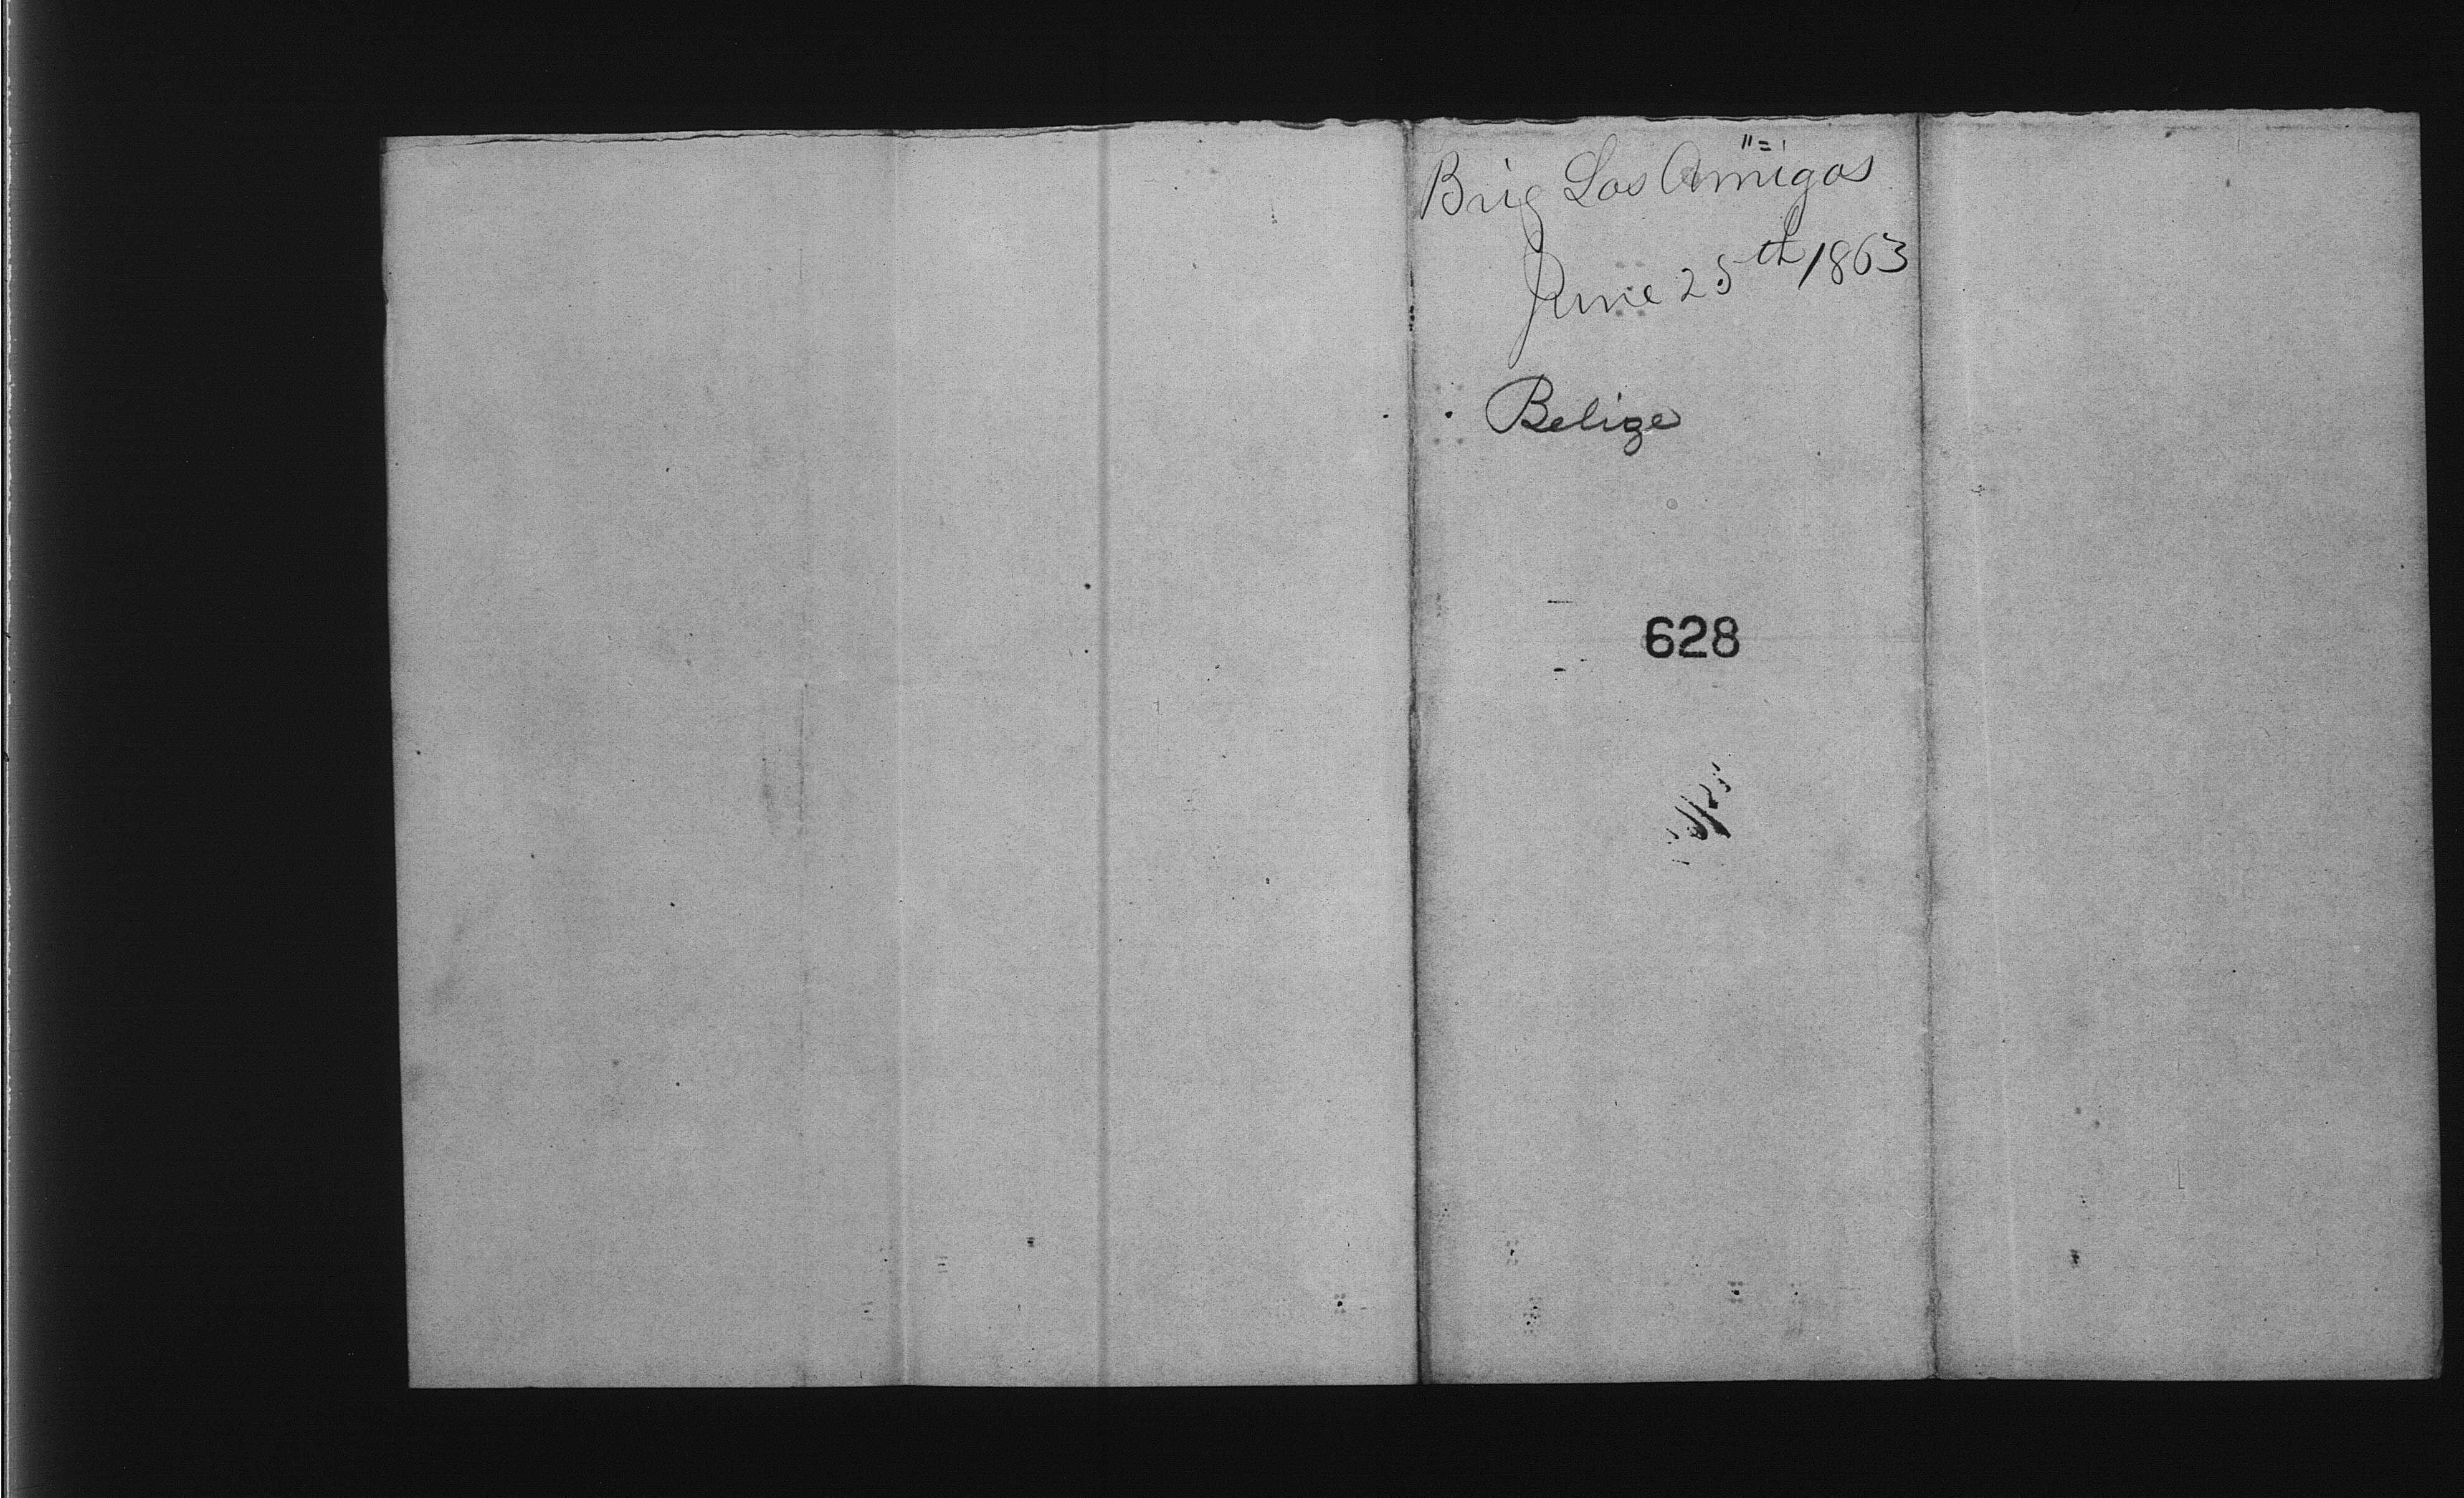 Brig Los Amigos
June 25th 1863
Belize
628